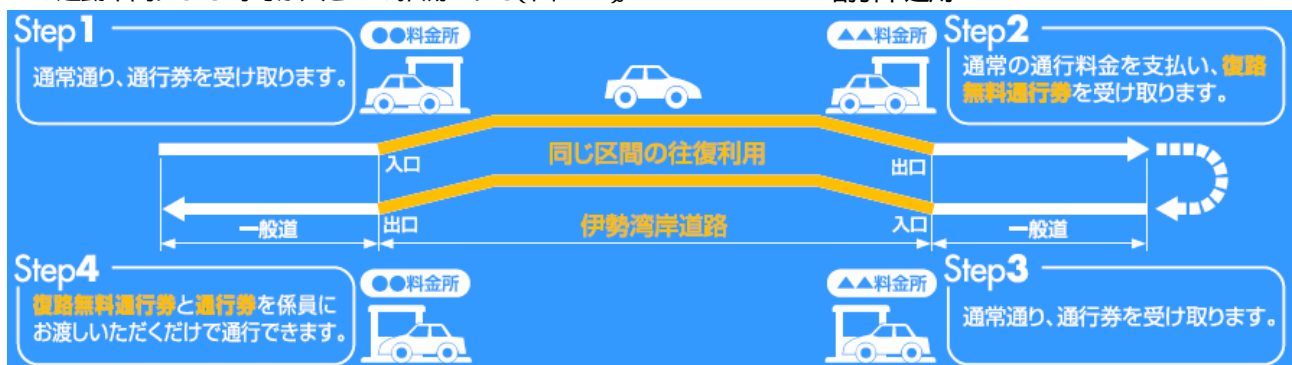 Step1
●●料金所
通常通り、通行券を受け取ります。
▲▲料金所
Step2
通常の通行料金を支払い、復路
無料通行券を受け取ります。
同じ区間の往復利用
入口
出口
伊勢湾岸道路
出口
入口
一般道
一般道
Step4
●●料金所
復路無料通行券と通行券を係員に
お渡しいただくだけで通行できます。
▲▲料金所
Step3
通常通り、通行券を受け取ります。